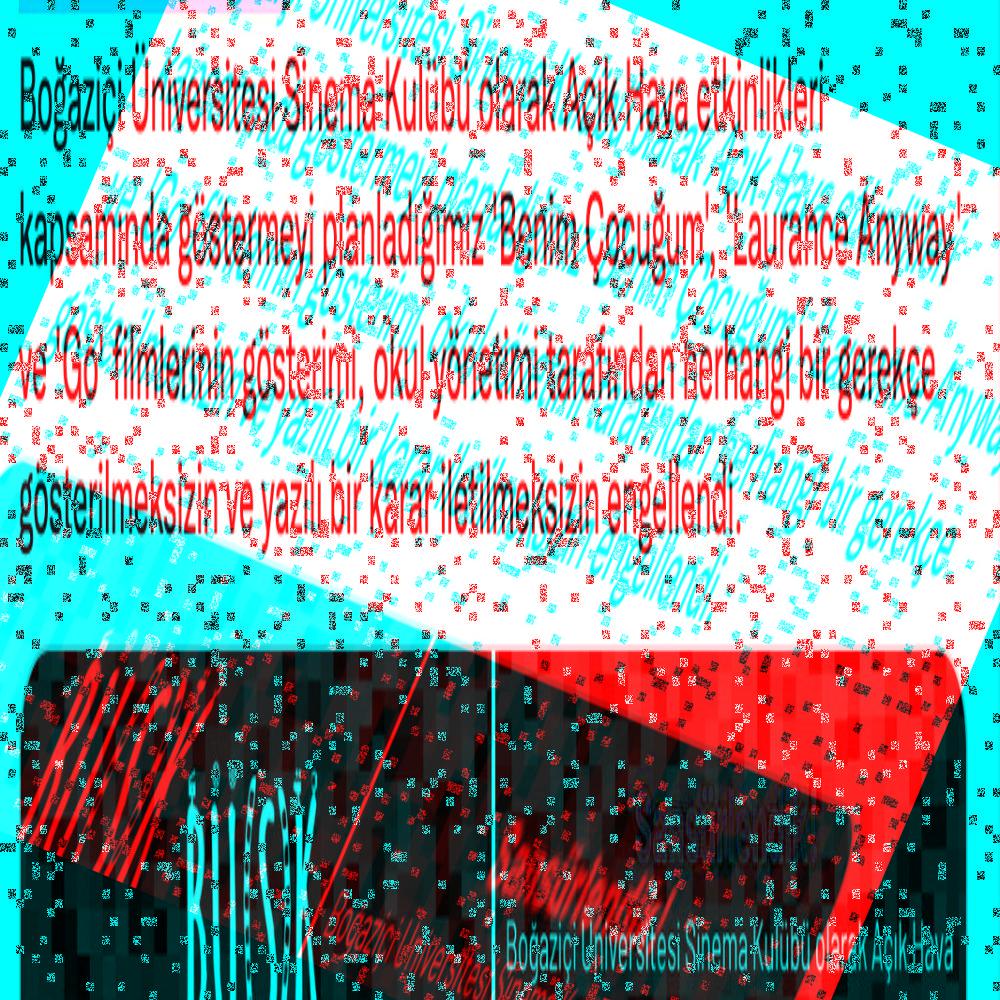 Boğaziçi Üniversitesi Sinema Kulübü olarak Açık Hava etkinlikleri
kapsamında göstermeyi planladığımız 'Benim Çocuğum', 'Laurance Anyway'
ve 'Go' filmlerinin gösterimi, okul yönetimi tarafından herhangi bir gerekçe
gösterilmeksizin ve yazılı bir karar iletilmeksizin engellendi.
Boğaziçi Üniversitesi Sinema Kulübü olarak Açık Hava